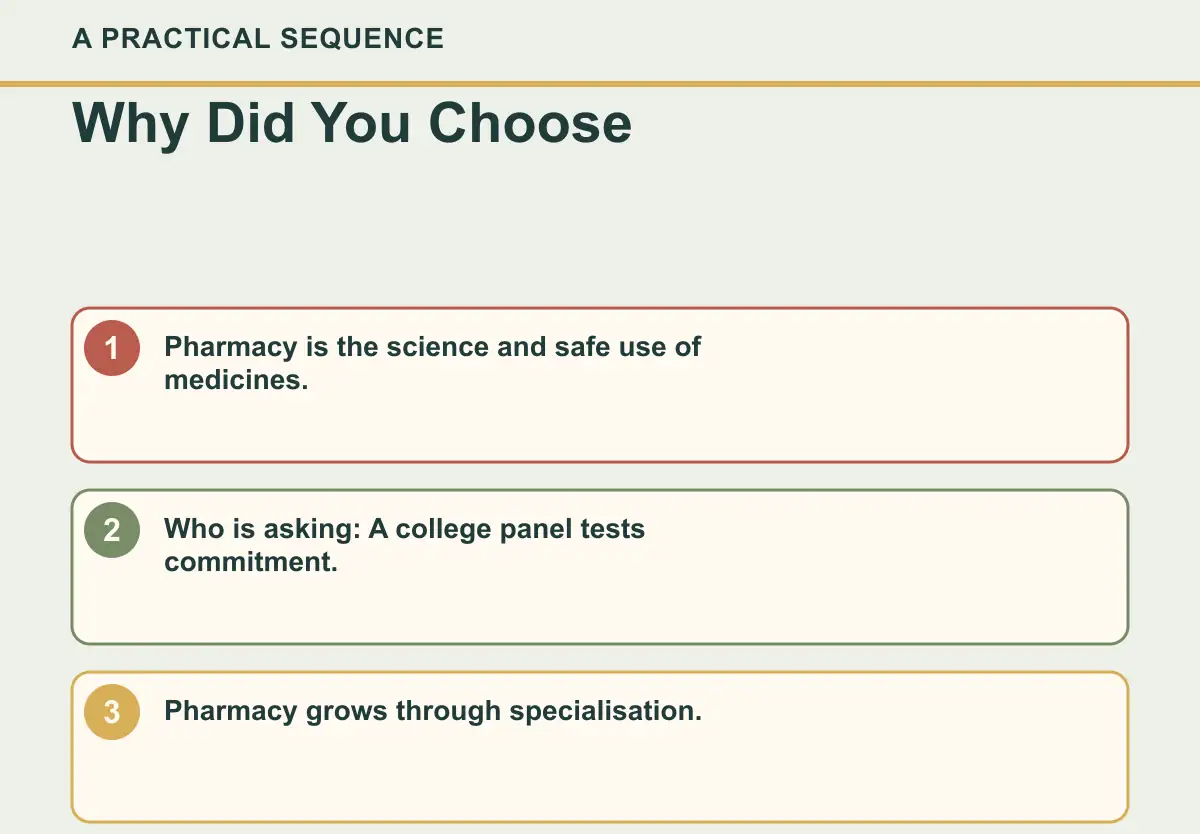 A PRACTICAL SEQUENCE
Why Did You Choose
1
Pharmacy is the science and safe use of
medicines.
2
Who is asking: A college panel tests
commitment.
3
Pharmacy grows through specialisation.